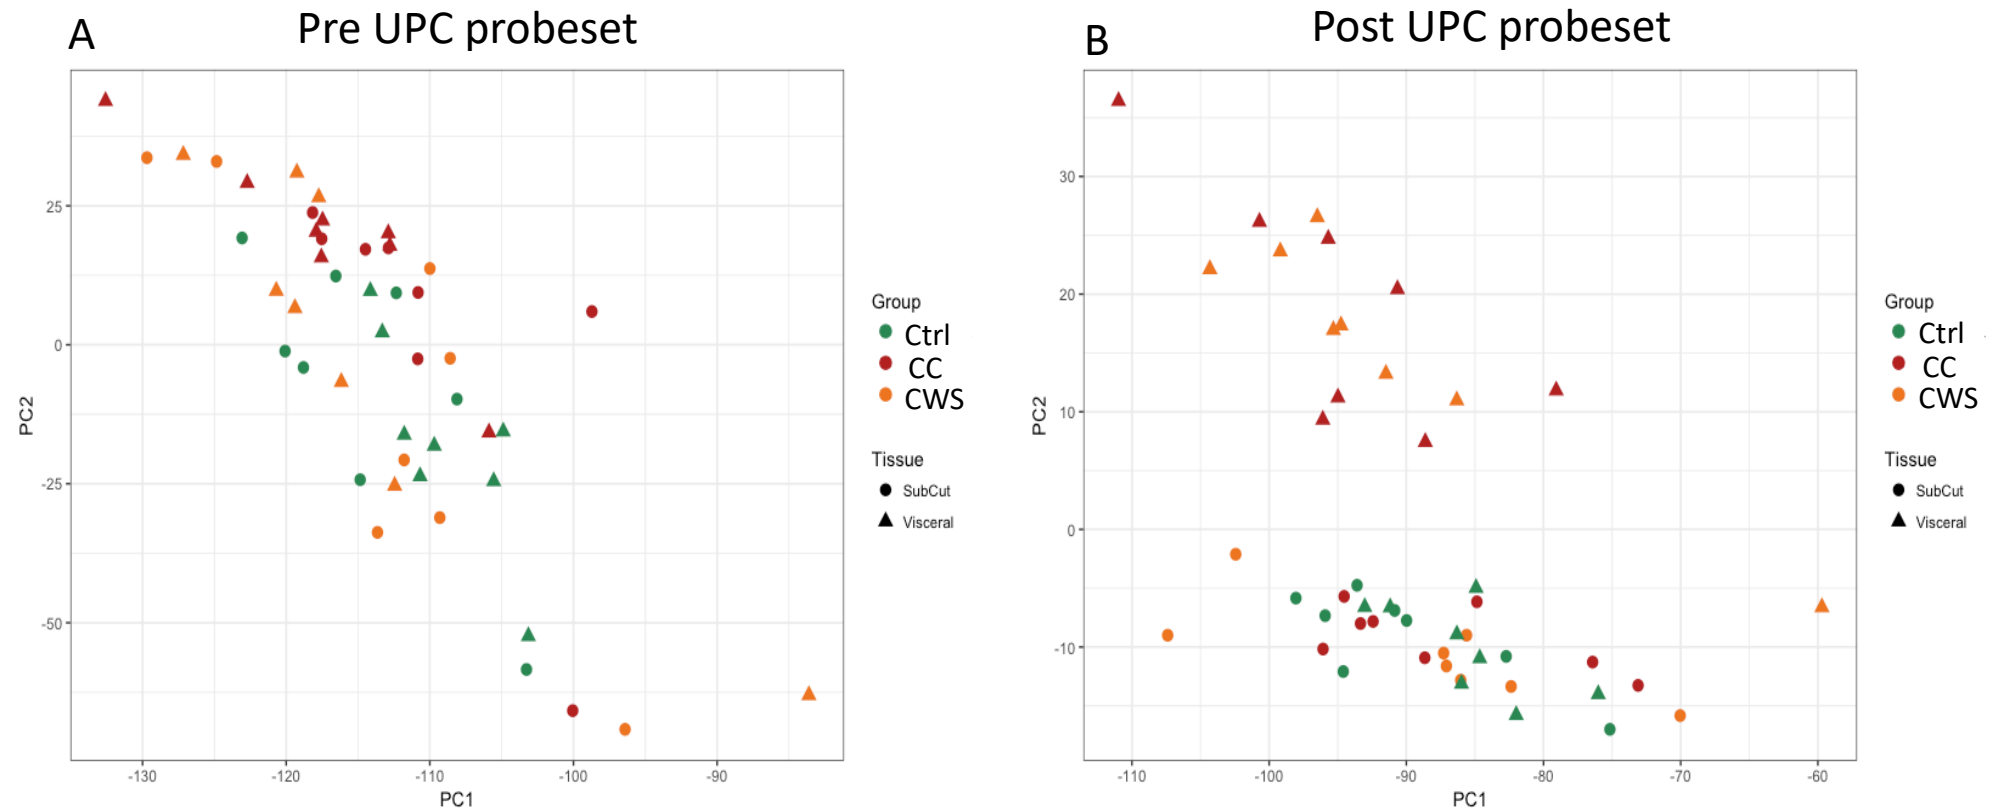 A
Pre UPC probeset
25
0
-25
-50
PC2
-130
-120
-110
-100
-90
PC1
Group
Ctrl
CC
CWS
Tissue
SubCut
Visceral
B
Post UPC probeset
30
20
10
0
-10
PC2
-110
-100
-90
-80
-70
-60
PC1
Group
Ctrl
CC
CWS
Tissue
SubCut
Visceral